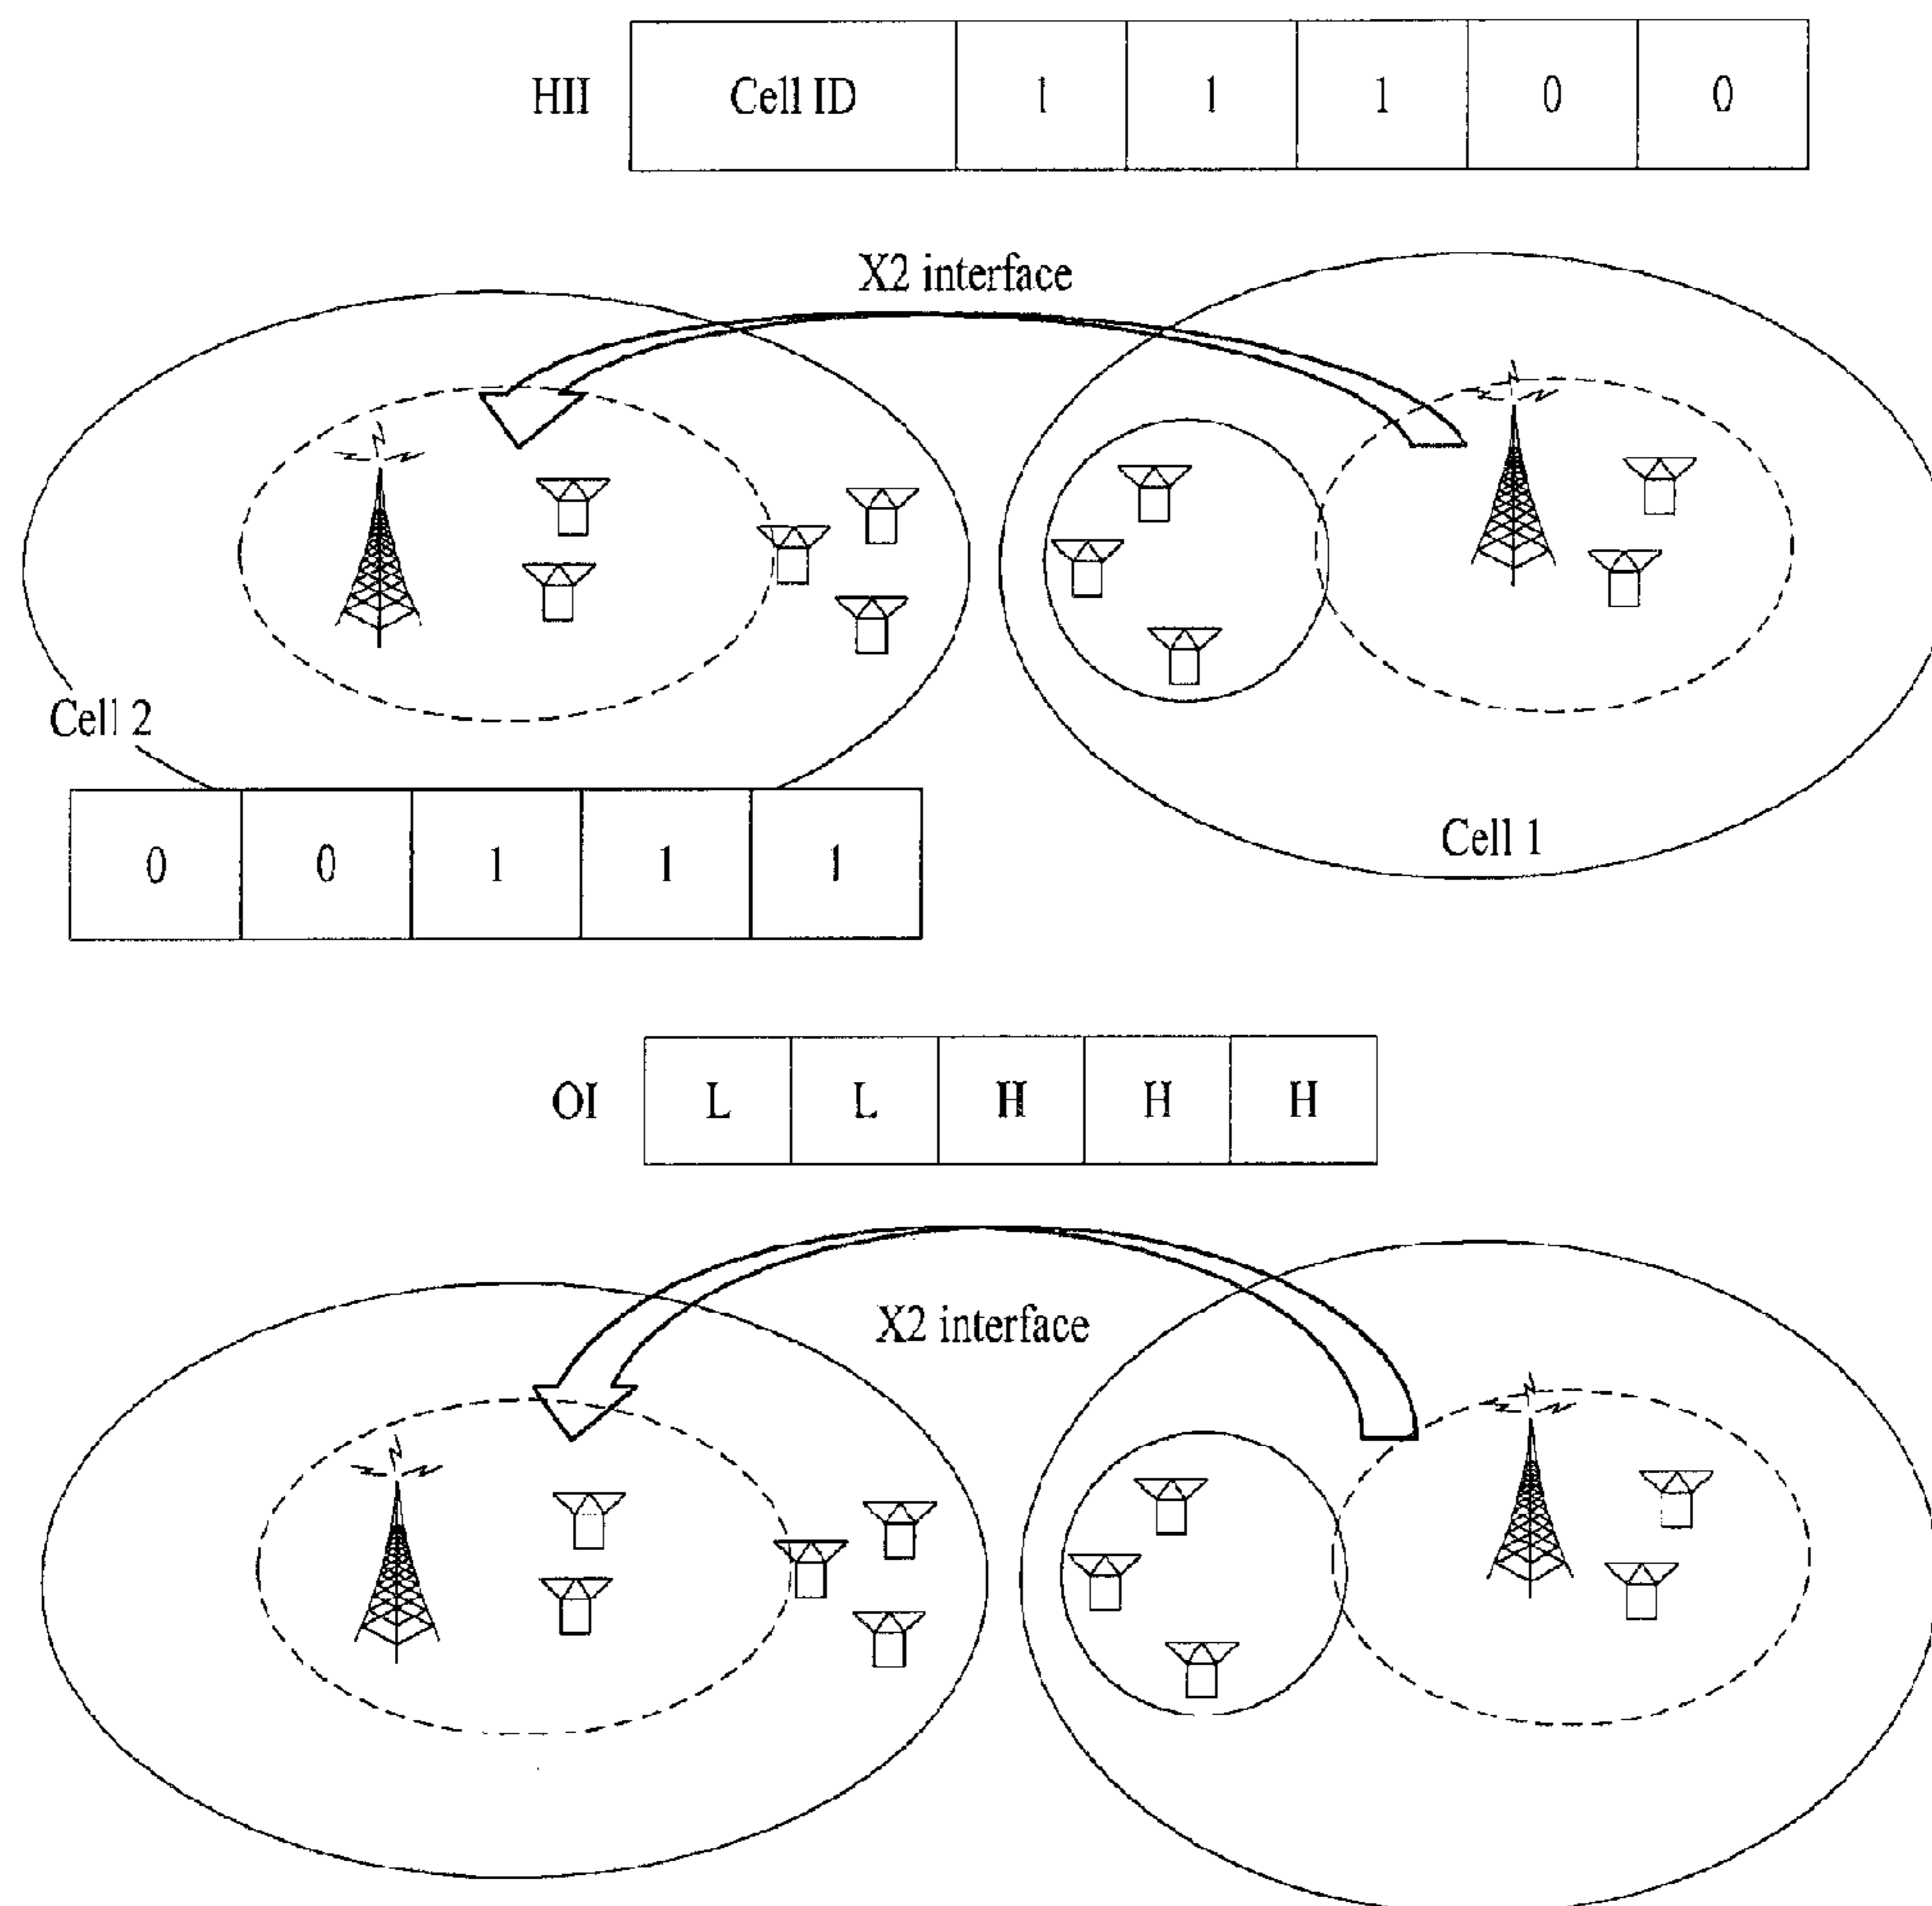 HII Cell ID 1 1 1 0 0
X2 interface
Cell 2
Cell 1
0 0 1 1 1
OI L L H H H
X2 interface